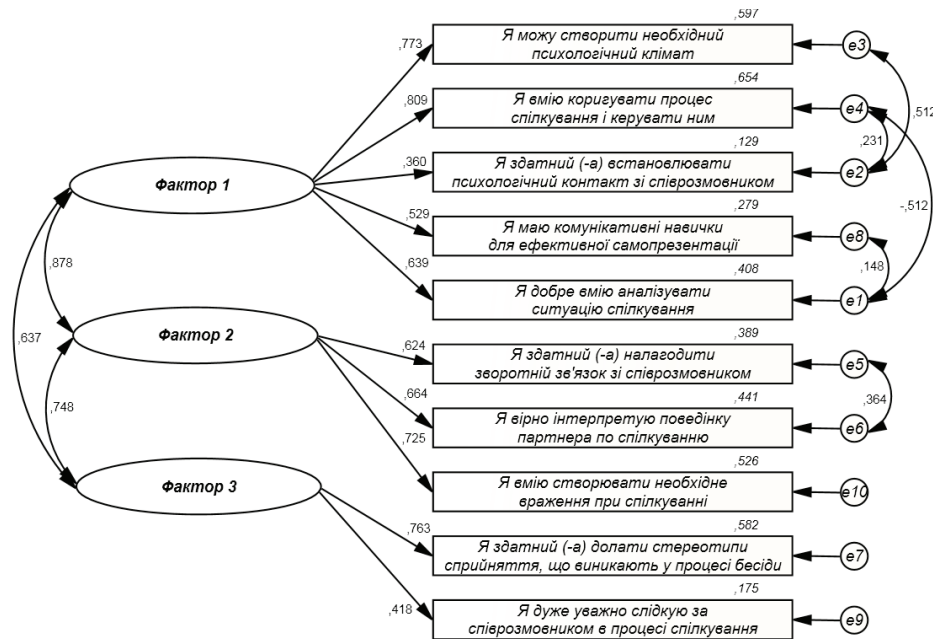 ,597
Я можу створити необхідний
психологічний клімат
e3
,773
,654
Я вмію коригувати процес
спілкування і керувати ним
e4
,809
,512
,231
,129
Я здатний (-а) встановлювати
психологічний контакт зі співрозмовником
e2
,360
Фактор 1
-,512
,279
Я маю комунікативні навички
для ефективної самопрезентації
e8
,529
,148
,878
,639
,408
Я добре вмію аналізувати
ситуацію спілкування
e1
,637
Фактор 2
,389
Я здатний (-а) налагодити
зворотній зв'язок зі співрозмовником
e5
,624
,364
,664
,441
Я вірно інтерпретую поведінку
партнера по спілкуванню
e6
,748
,725
,526
Я вмію створювати необхідне
враження при спілкуванні
e10
Фактор 3
,763
,582
Я здатний (-а) долати стереотипи
сприйняття, що виникають у процесі бесіди
e7
,418
,175
Я дуже уважно слідкую за
співрозмовником в процесі спілкування
e9